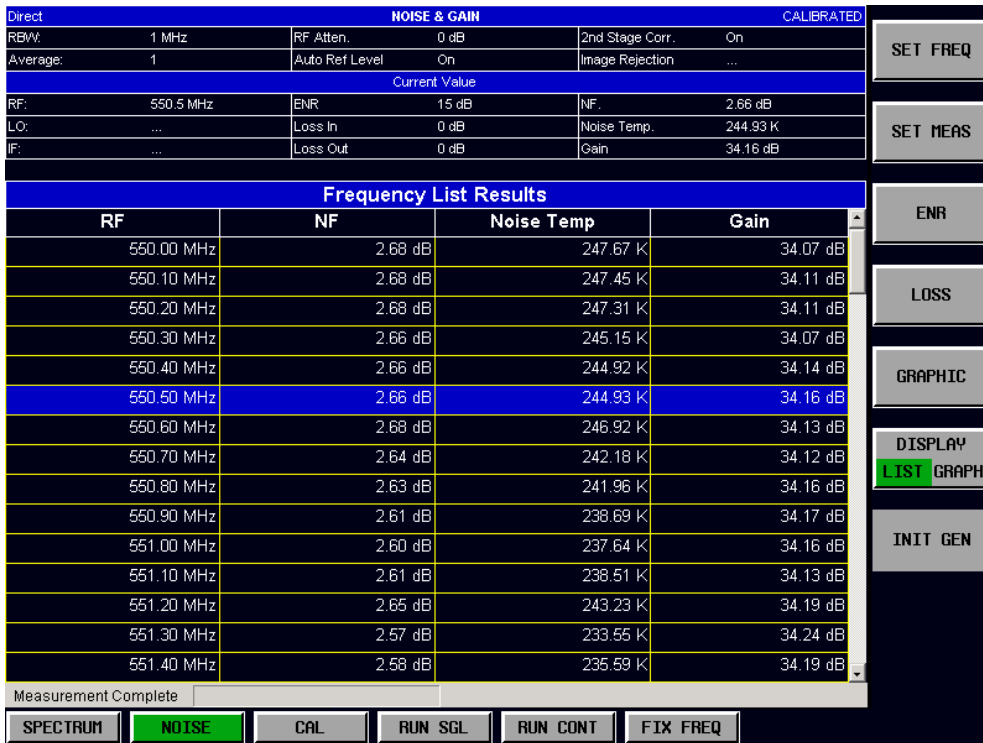 Direct NOISE & GAIN CALIBRATED
RBW: 1 MHz RF Atten. 0 dB 2nd Stage Corr. On
Average: 1 Auto Ref Level On Image Rejection ...
Current Value
RF: 550.5 MHz ENR 15 dB NF. 2.66 dB
LO: ... Loss In 0 dB Noise Temp. 244.93 K
IF: ... Loss Out 0 dB Gain 34.16 dB
Frequency List Results
RF NF Noise Temp Gain
550.00 MHz 2.68 dB 247.67 K 34.07 dB
550.10 MHz 2.68 dB 247.45 K 34.11 dB
550.20 MHz 2.68 dB 247.31 K 34.11 dB
550.30 MHz 2.66 dB 245.15 K 34.07 dB
550.40 MHz 2.66 dB 244.92 K 34.14 dB
550.50 MHz 2.66 dB 244.93 K 34.16 dB
550.60 MHz 2.68 dB 246.92 K 34.13 dB
550.70 MHz 2.64 dB 242.18 K 34.12 dB
550.80 MHz 2.63 dB 241.96 K 34.16 dB
550.90 MHz 2.61 dB 238.69 K 34.17 dB
551.00 MHz 2.60 dB 237.64 K 34.16 dB
551.10 MHz 2.61 dB 238.51 K 34.13 dB
551.20 MHz 2.65 dB 243.23 K 34.19 dB
551.30 MHz 2.57 dB 233.55 K 34.24 dB
551.40 MHz 2.58 dB 235.59 K 34.19 dB
Measurement Complete
SPECTRUM NOISE CAL RUN SGL RUN CONT FIX FREQ
SET FREQ
SET MEAS
ENR
LOSS
GRAPHIC
DISPLAY
LIST GRAPH
INIT GEN